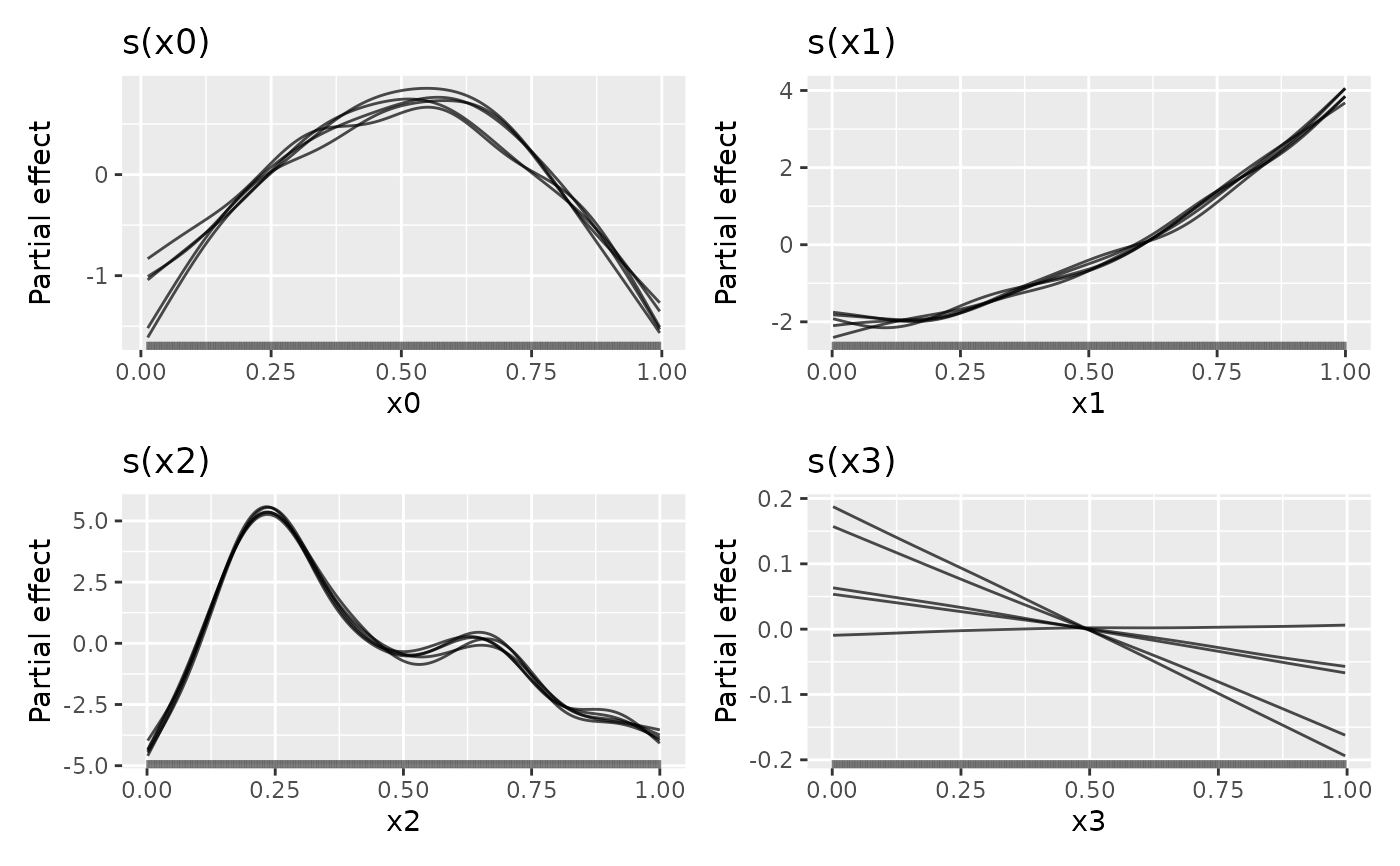 s(x0)
Partial effect
0
-1
0.00 0.25 0.50 0.75 1.00
x0
s(x1)
Partial effect
4
2
0
-2
0.00 0.25 0.50 0.75 1.00
x1
s(x2)
Partial effect
5.0
2.5
0.0
-2.5
-5.0
0.00 0.25 0.50 0.75 1.00
x2
s(x3)
Partial effect
0.2
0.1
0.0
-0.1
-0.2
0.00 0.25 0.50 0.75 1.00
x3